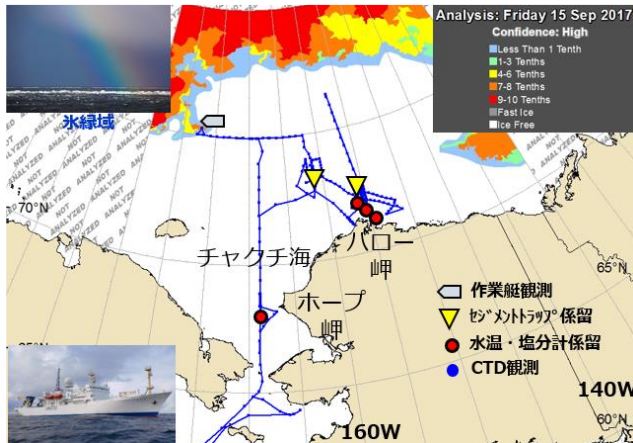 Analysis: Friday 15 Sep 2017
Confidence: High
Less Than 1 Tenth
1-3 Tenths
4-6 Tenths
7-8 Tenths
9-10 Tenths
Fast Ice
Ice Free
氷縁域
NOT ANALYZED
70°N
チャクチ海
バロー
岬
65°N
ホープ
岬
作業艇観測
ｾｼﾞﾒﾝﾄﾗｯﾌﾟ係留
水温・塩分計係留
CTD観測
140W
160W
60°N